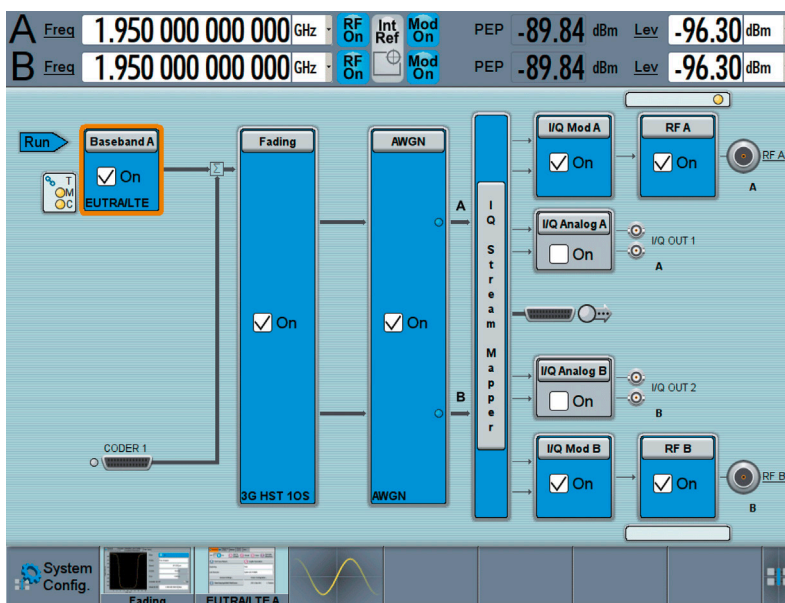 A Freq 1.950 000 000 000 GHz RF On Int Ref Mod On PEP -89.84 dBm Lev -96.30 dBm
B Freq 1.950 000 000 000 GHz RF On Mod On PEP -89.84 dBm Lev -96.30 dBm
Run
Baseband A
On
EUTRA/LTE
T
M
C
Σ
Fading
On
3G HST 1OS
AWGN
On
AWGN
A
B
I
Q
S
t
r
e
a
m
M
a
p
p
e
r
I/Q Mod A
On
RF A
On
RF A
A
I/Q Analog A
On
I/Q OUT 1
A
I/Q Analog B
On
I/Q OUT 2
B
I/Q Mod B
On
RF B
On
RF B
B
CODER 1
System
Config.
Fading
EUTRA/LTE A